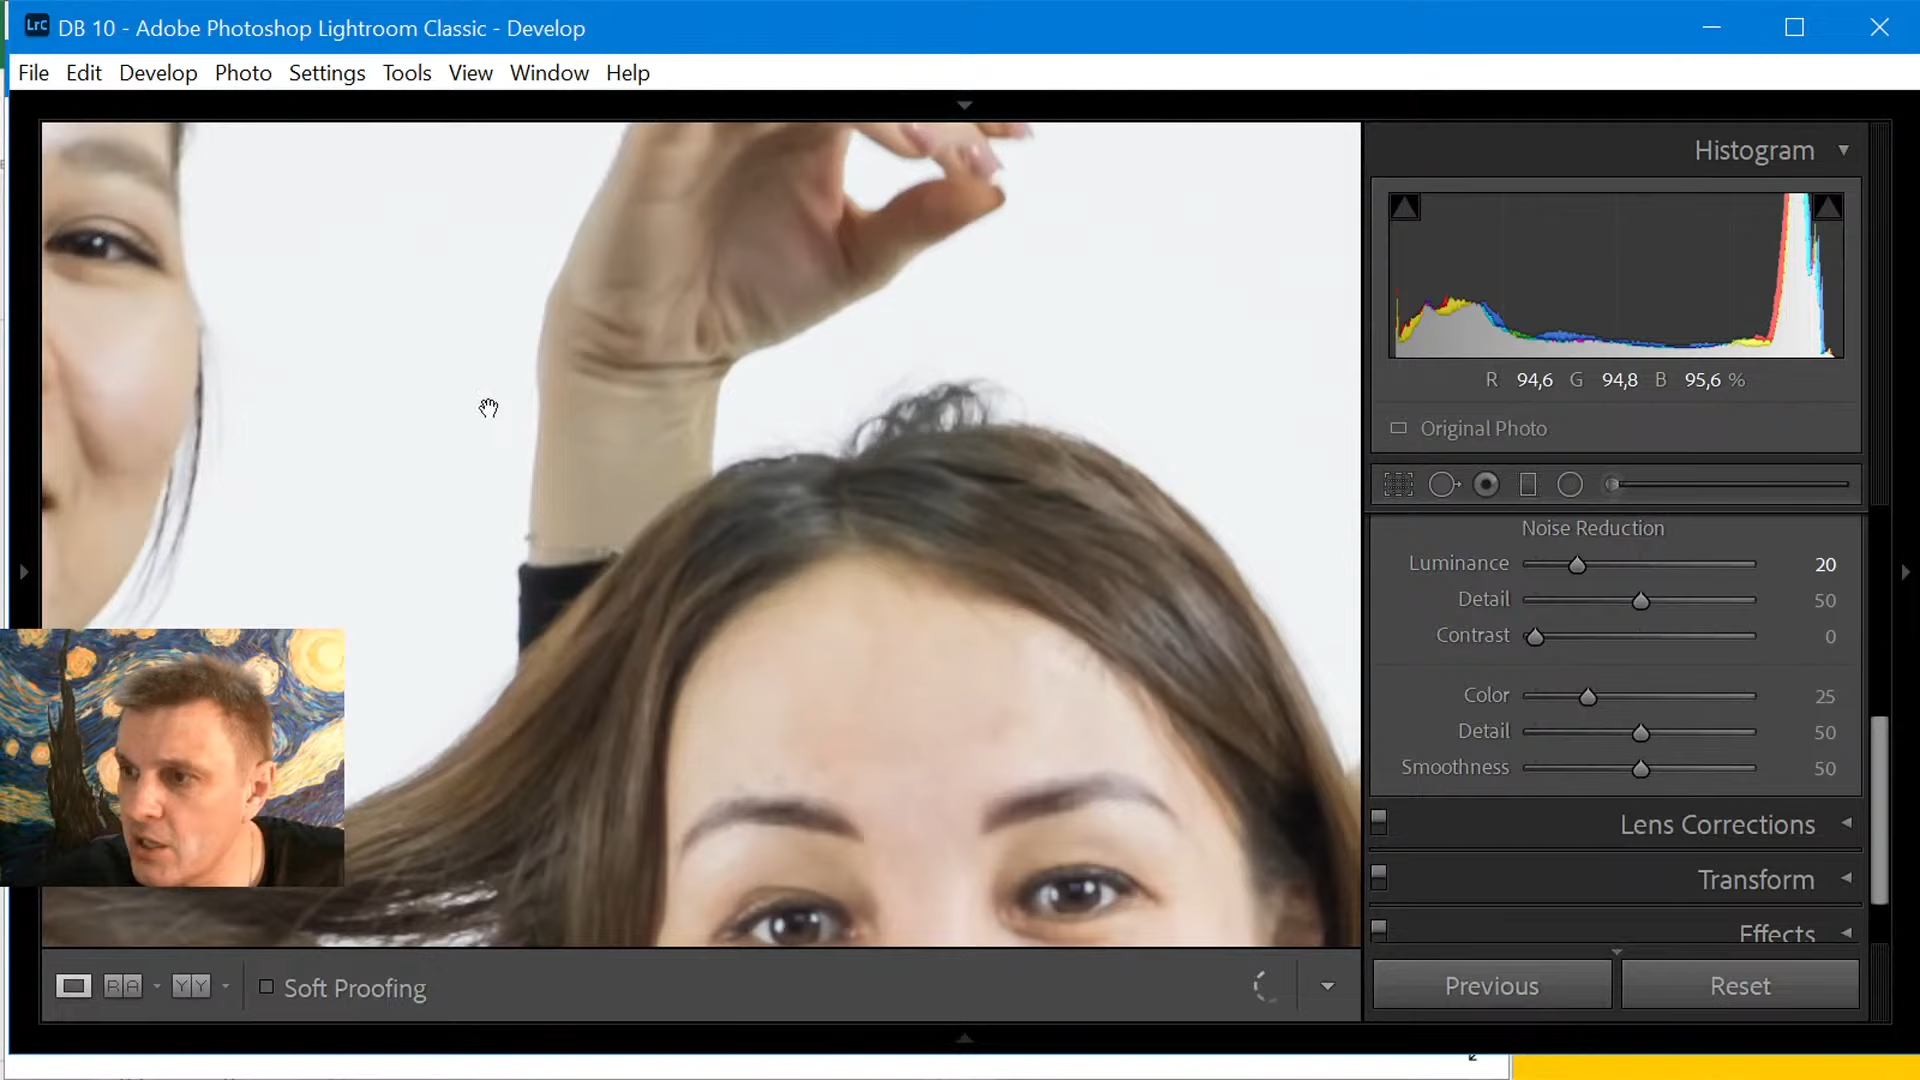 Lrc DB 10 - Adobe Photoshop Lightroom Classic - Develop
File Edit Develop Photo Settings Tools View Window Help
Histogram
R 94,6 G 94,8 B 95,6 %
Original Photo
Noise Reduction
Luminance 20
Detail 50
Contrast 0
Color 25
Detail 50
Smoothness 50
Lens Corrections
Transform
Effects
R A Y Y Soft Proofing
Previous Reset